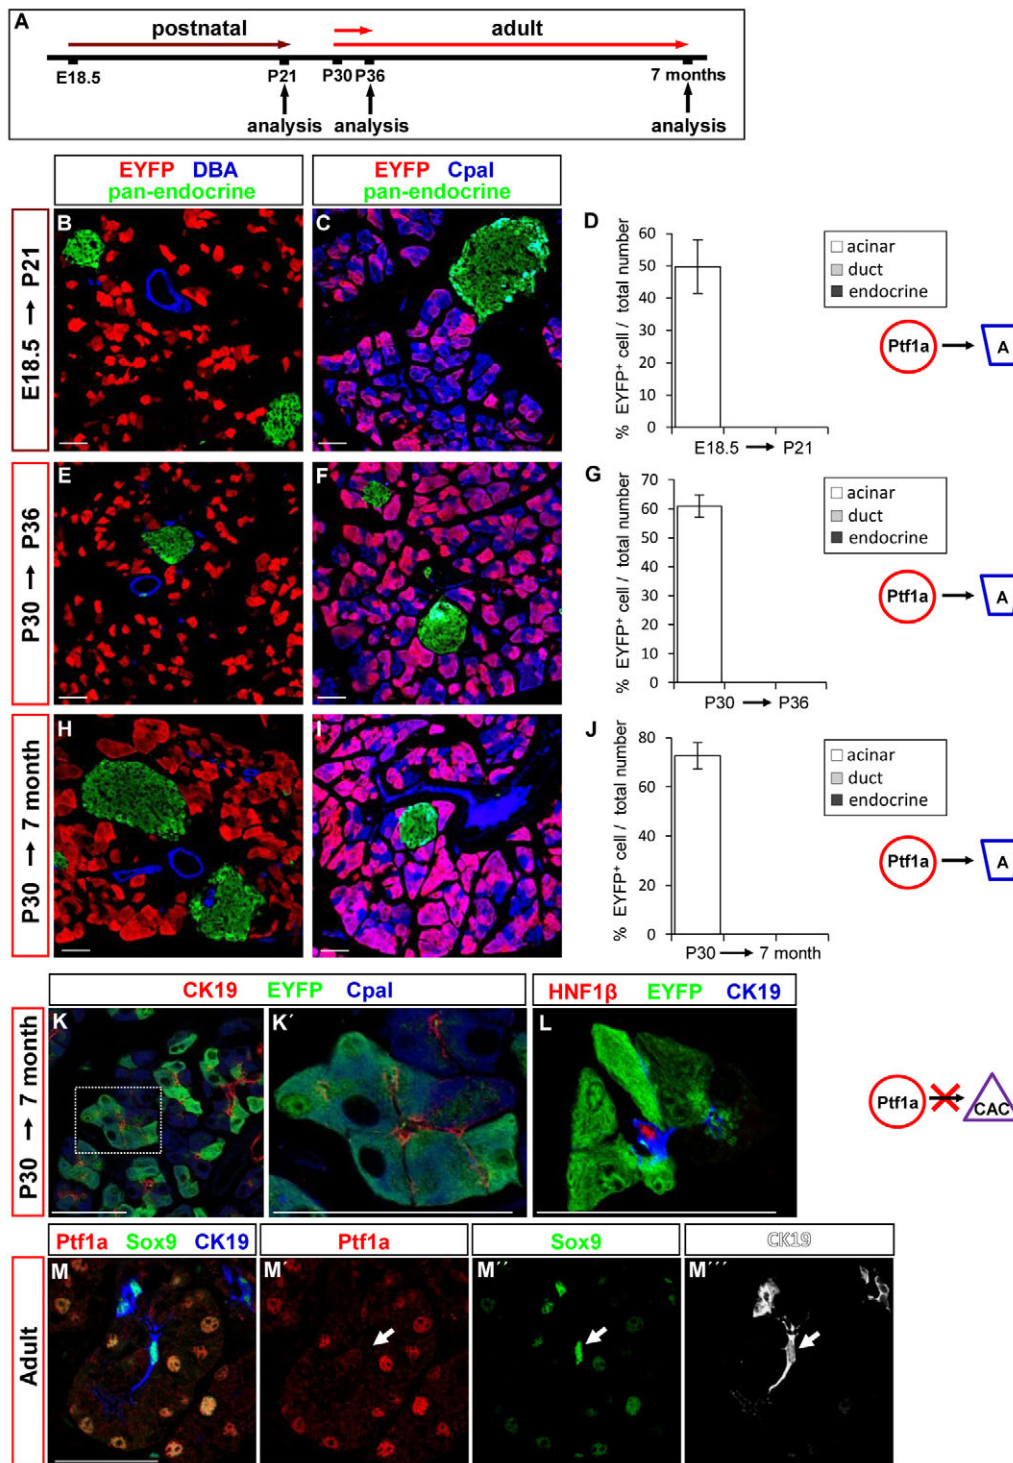 A
postnatal
adult
E18.5
P21
P30 P36
7 months
analysis
analysis
analysis
EYFP DBA
pan-endocrine
EYFP CpaI
pan-endocrine
E18.5 → P21
B
C
D
% EYFP+ cell / total number
60
50
40
30
20
10
0
E18.5 → P21
acinar
duct
endocrine
Ptf1a → A
P30 → P36
E
F
G
% EYFP+ cell / total number
70
60
50
40
30
20
10
0
P30 → P36
acinar
duct
endocrine
Ptf1a → A
P30 → 7 month
H
I
J
% EYFP+ cell / total number
80
60
40
20
0
P30 → 7 month
acinar
duct
endocrine
Ptf1a → A
P30 → 7 month
CK19 EYFP CpaI
HNF1β EYFP CK19
K
K´
L
Ptf1a → CAC
Adult
Ptf1a Sox9 CK19
Ptf1a
Sox9
CK19
M
M´
M´´
M´´´